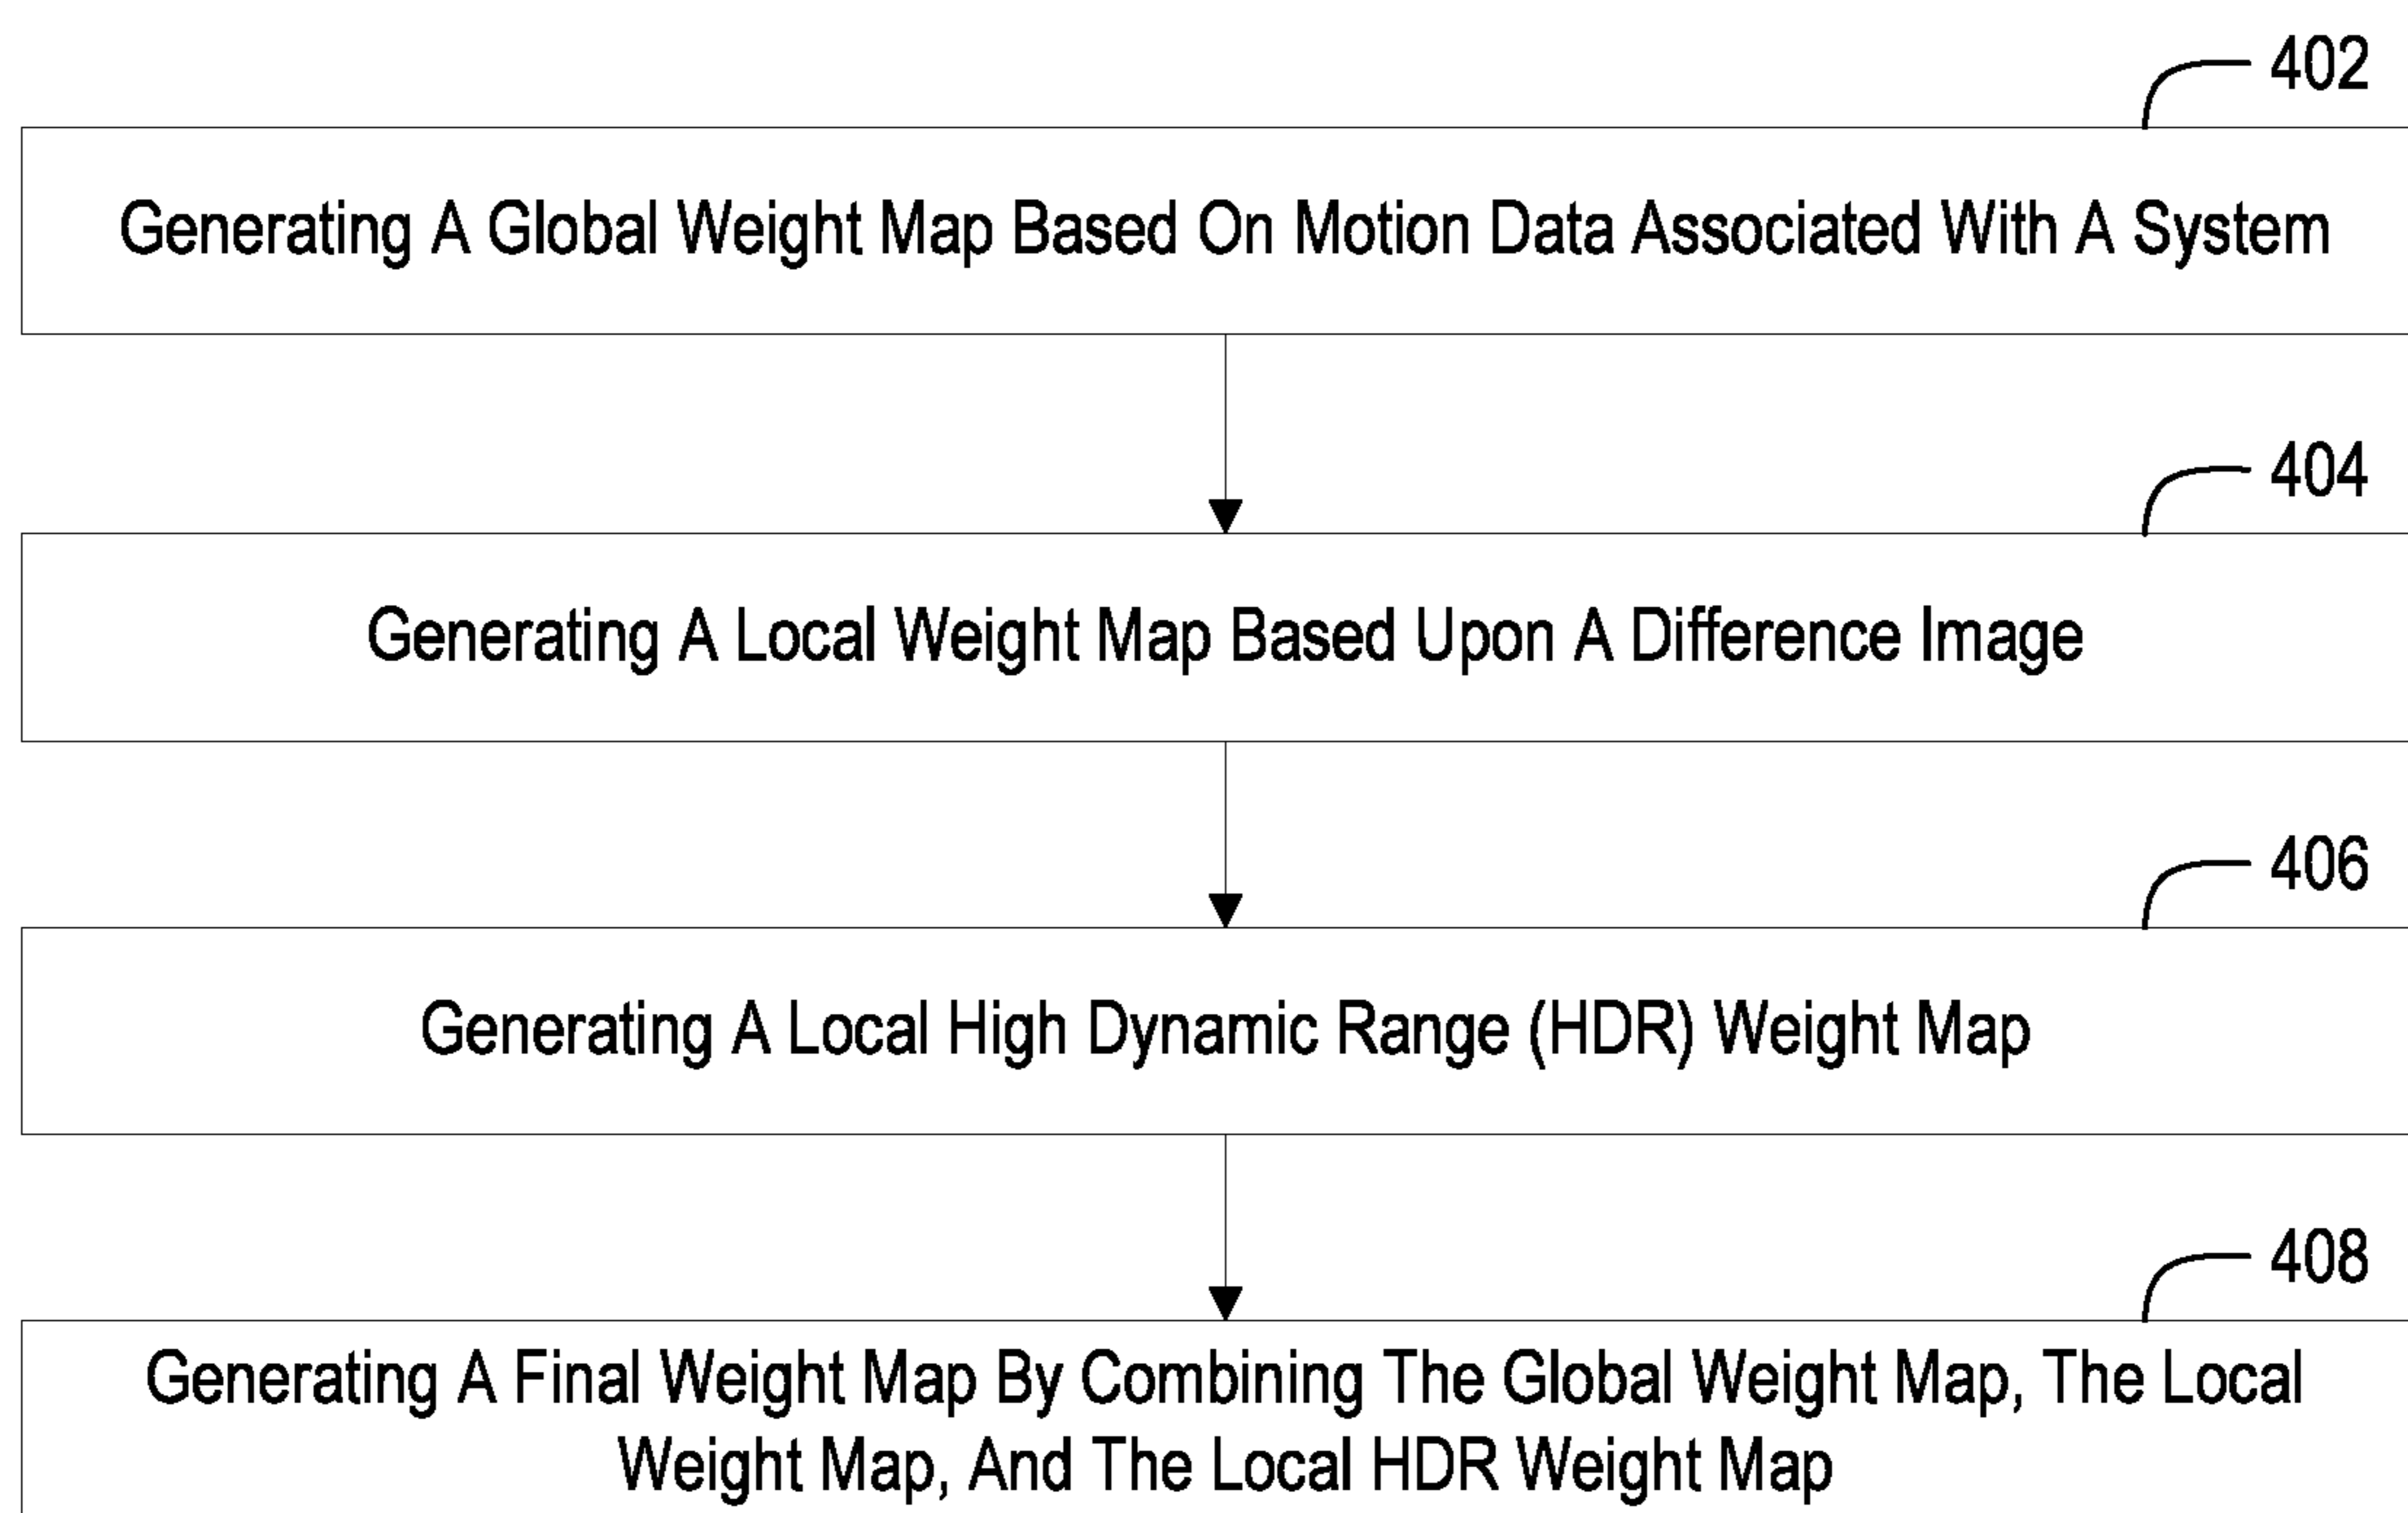 402
Generating A Global Weight Map Based On Motion Data Associated With A System
404
Generating A Local Weight Map Based Upon A Difference Image
406
Generating A Local High Dynamic Range (HDR) Weight Map
408
Generating A Final Weight Map By Combining The Global Weight Map, The Local
Weight Map, And The Local HDR Weight Map